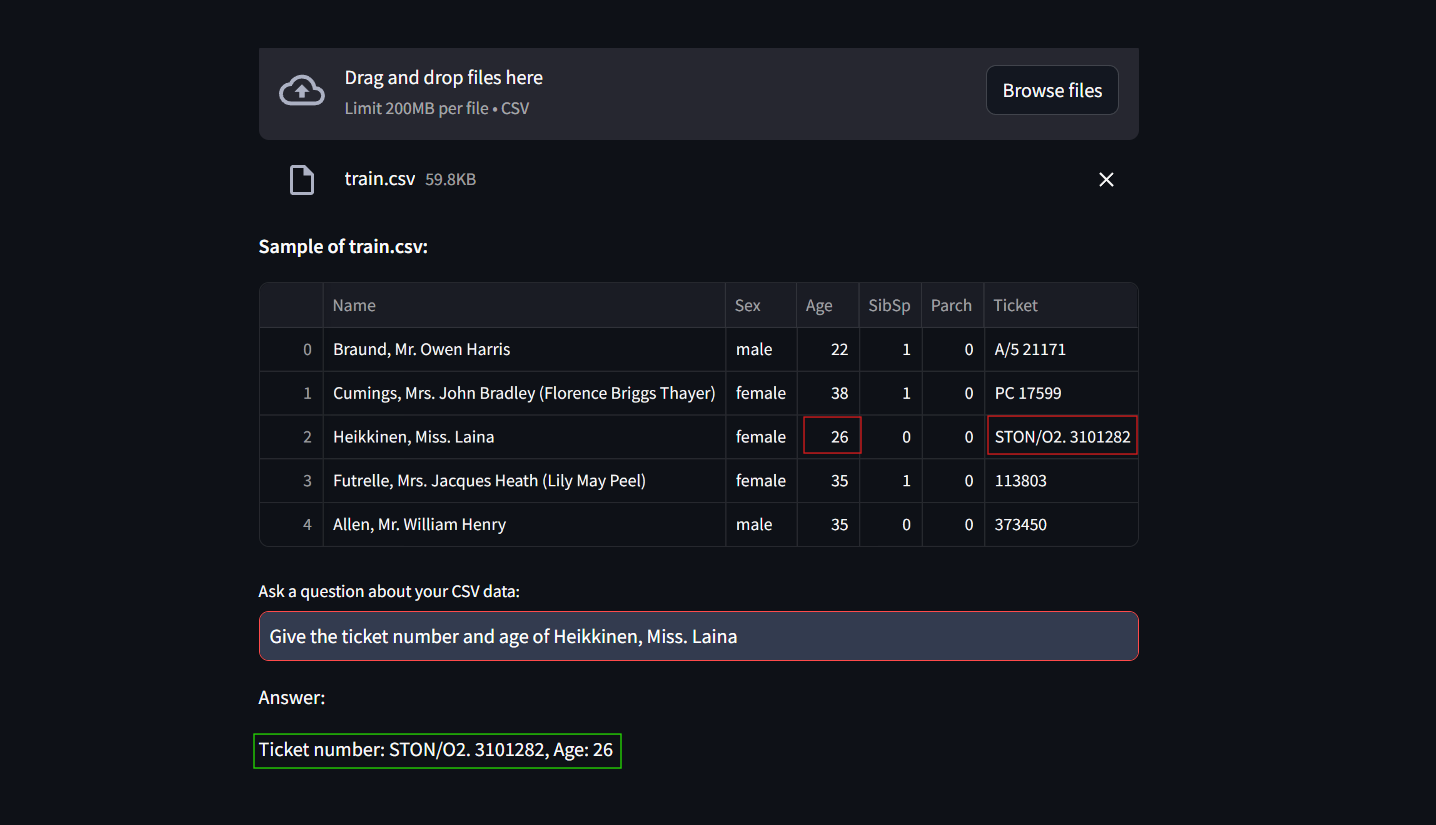 Drag and drop files here
Limit 200MB per file • CSV
Browse files
train.csv 59.8KB
Sample of train.csv:
Name Sex Age SibSp Parch Ticket
0 Braund, Mr. Owen Harris male 22 1 0 A/5 21171
1 Cumings, Mrs. John Bradley (Florence Briggs Thayer) female 38 1 0 PC 17599
2 Heikkinen, Miss. Laina female 26 0 0 STON/O2. 3101282
3 Futrelle, Mrs. Jacques Heath (Lily May Peel) female 35 1 0 113803
4 Allen, Mr. William Henry male 35 0 0 373450
Ask a question about your CSV data:
Give the ticket number and age of Heikkinen, Miss. Laina
Answer:
Ticket number: STON/O2. 3101282, Age: 26